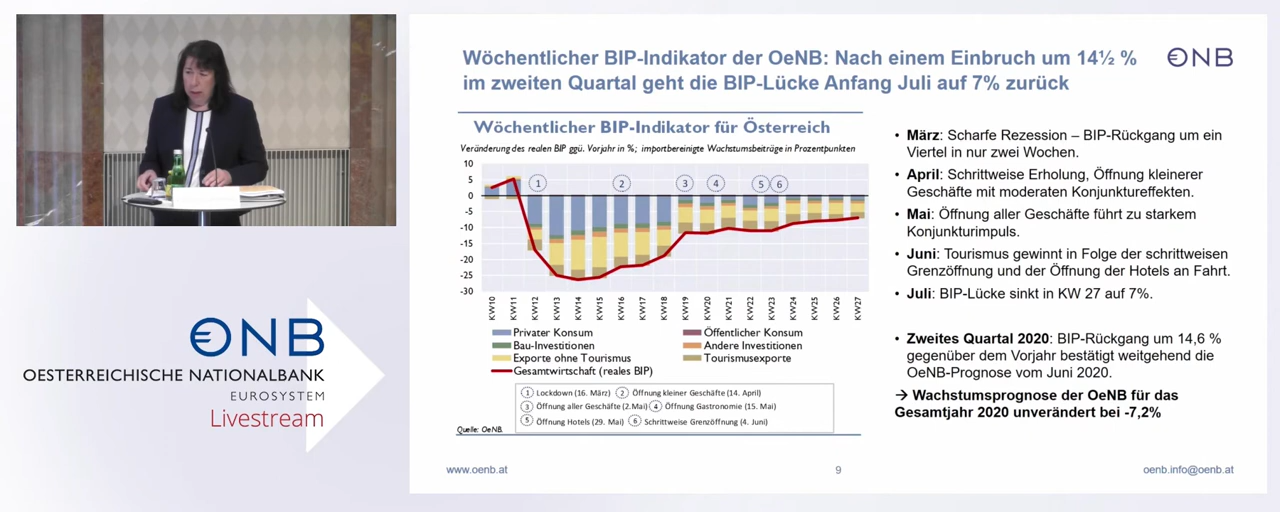 ONB
OESTERREICHISCHE NATIONALBANK
EUROSYSTEM
Livestream
Wöchentlicher BIP-Indikator der OeNB: Nach einem Einbruch um 14½ %
im zweiten Quartal geht die BIP-Lücke Anfang Juli auf 7% zurück
ONB
Wöchentlicher BIP-Indikator für Österreich
Veränderung des realen BIP ggü. Vorjahr in %; importbereinigte Wachstumsbeiträge in Prozentpunkten
10
5
0
-5
-10
-15
-20
-25
-30
1 2 3 4 5 6
KW10 KW11 KW12 KW13 KW14 KW15 KW16 KW17 KW18 KW19 KW20 KW21 KW22 KW23 KW24 KW25 KW26 KW27
Privater Konsum Öffentlicher Konsum
Bau-Investitionen Andere Investitionen
Exporte ohne Tourismus Tourismusexporte
Gesamtwirtschaft (reales BIP)
1 Lockdown (16. März) 2 Öffnung kleiner Geschäfte (14. April)
3 Öffnung aller Geschäfte (2.Mai) 4 Öffnung Gastronomie (15. Mai)
5 Öffnung Hotels (29. Mai) 6 Schrittweise Grenzöffnung (4. Juni)
Quelle: OeNB.
• März: Scharfe Rezession – BIP-Rückgang um ein
Viertel in nur zwei Wochen.
• April: Schrittweise Erholung, Öffnung kleinerer
Geschäfte mit moderaten Konjunktureffekten.
• Mai: Öffnung aller Geschäfte führt zu starkem
Konjunkturimpuls.
• Juni: Tourismus gewinnt in Folge der schrittweisen
Grenzöffnung und der Öffnung der Hotels an Fahrt.
• Juli: BIP-Lücke sinkt in KW 27 auf 7%.
• Zweites Quartal 2020: BIP-Rückgang um 14,6 %
gegenüber dem Vorjahr bestätigt weitgehend die
OeNB-Prognose vom Juni 2020.
→ Wachstumsprognose der OeNB für das
Gesamtjahr 2020 unverändert bei -7,2%
www.oenb.at 9 oenb.info@oenb.at